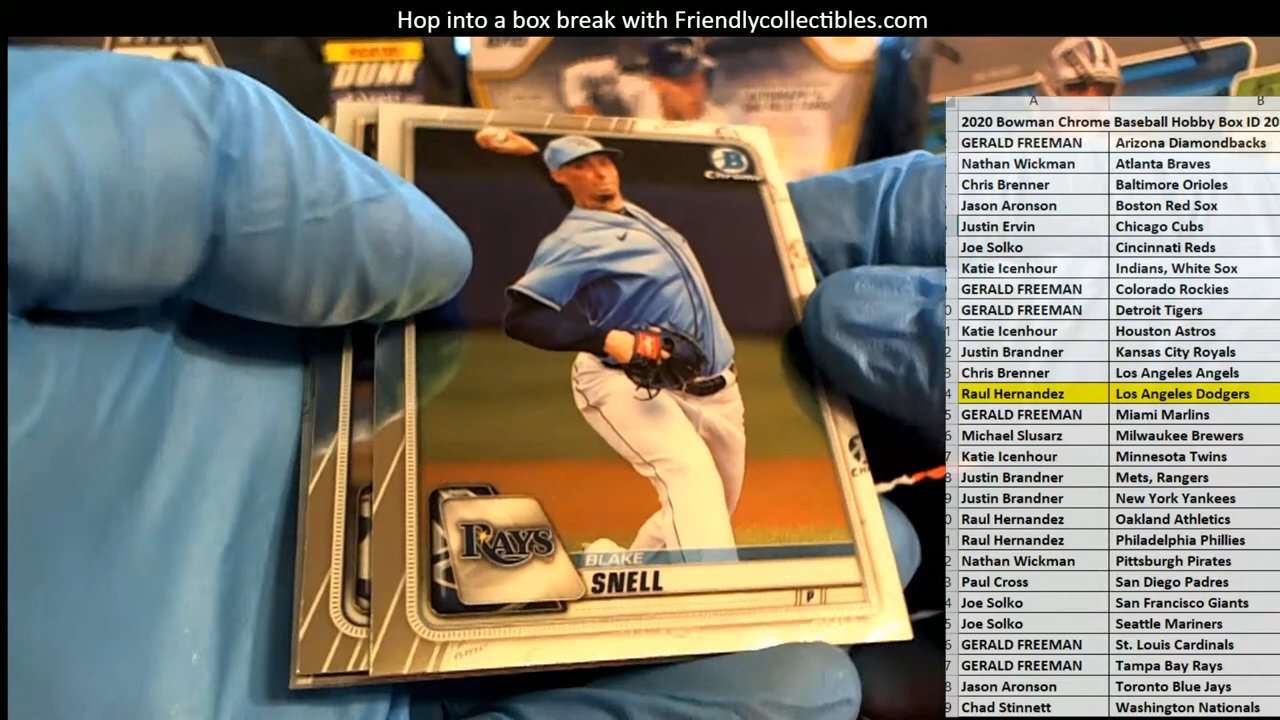 Hop into a box break with Friendlycollectibles.com
DUNK
B
Chrome
RAYS
BLAKE
SNELL
P
A B
2020 Bowman Chrome Baseball Hobby Box ID 20
GERALD FREEMAN Arizona Diamondbacks
Nathan Wickman Atlanta Braves
Chris Brenner Baltimore Orioles
Jason Aronson Boston Red Sox
Justin Ervin Chicago Cubs
Joe Solko Cincinnati Reds
Katie Icenhour Indians, White Sox
GERALD FREEMAN Colorado Rockies
GERALD FREEMAN Detroit Tigers
Katie Icenhour Houston Astros
Justin Brandner Kansas City Royals
Chris Brenner Los Angeles Angels
Raul Hernandez Los Angeles Dodgers
GERALD FREEMAN Miami Marlins
Michael Slusarz Milwaukee Brewers
Katie Icenhour Minnesota Twins
Justin Brandner Mets, Rangers
Justin Brandner New York Yankees
Raul Hernandez Oakland Athletics
Raul Hernandez Philadelphia Phillies
Nathan Wickman Pittsburgh Pirates
Paul Cross San Diego Padres
Joe Solko San Francisco Giants
Joe Solko Seattle Mariners
GERALD FREEMAN St. Louis Cardinals
GERALD FREEMAN Tampa Bay Rays
Jason Aronson Toronto Blue Jays
Chad Stinnett Washington Nationals